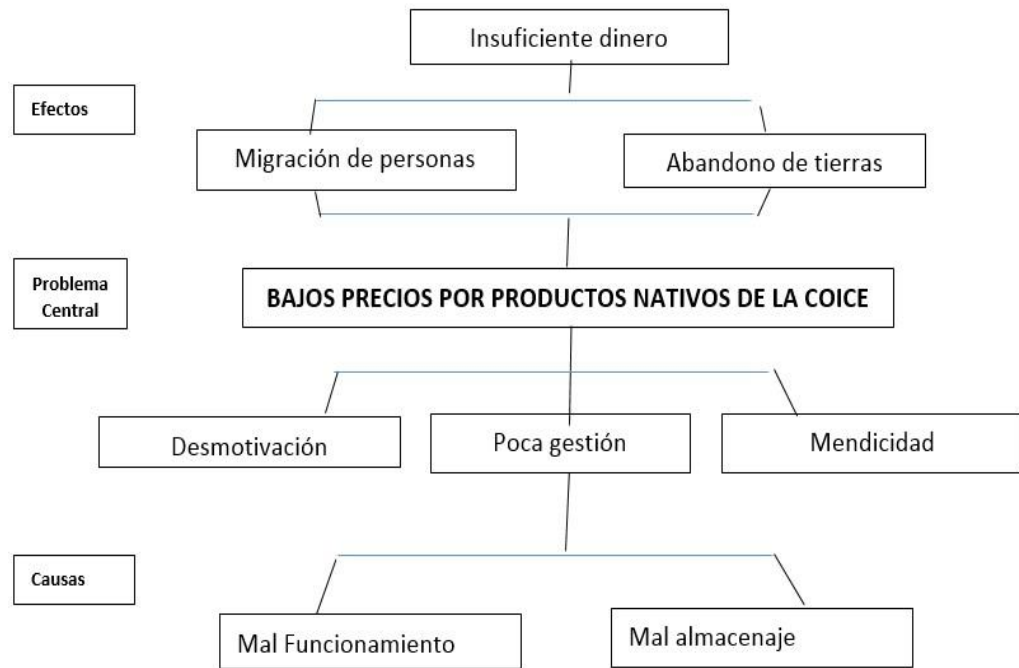 Insuficiente dinero
Efectos
Migración de personas
Abandono de tierras
Problema
Central
BAJOS PRECIOS POR PRODUCTOS NATIVOS DE LA COICE
Desmotivación
Poca gestión
Mendicidad
Causas
Mal Funcionamiento
Mal almacenaje